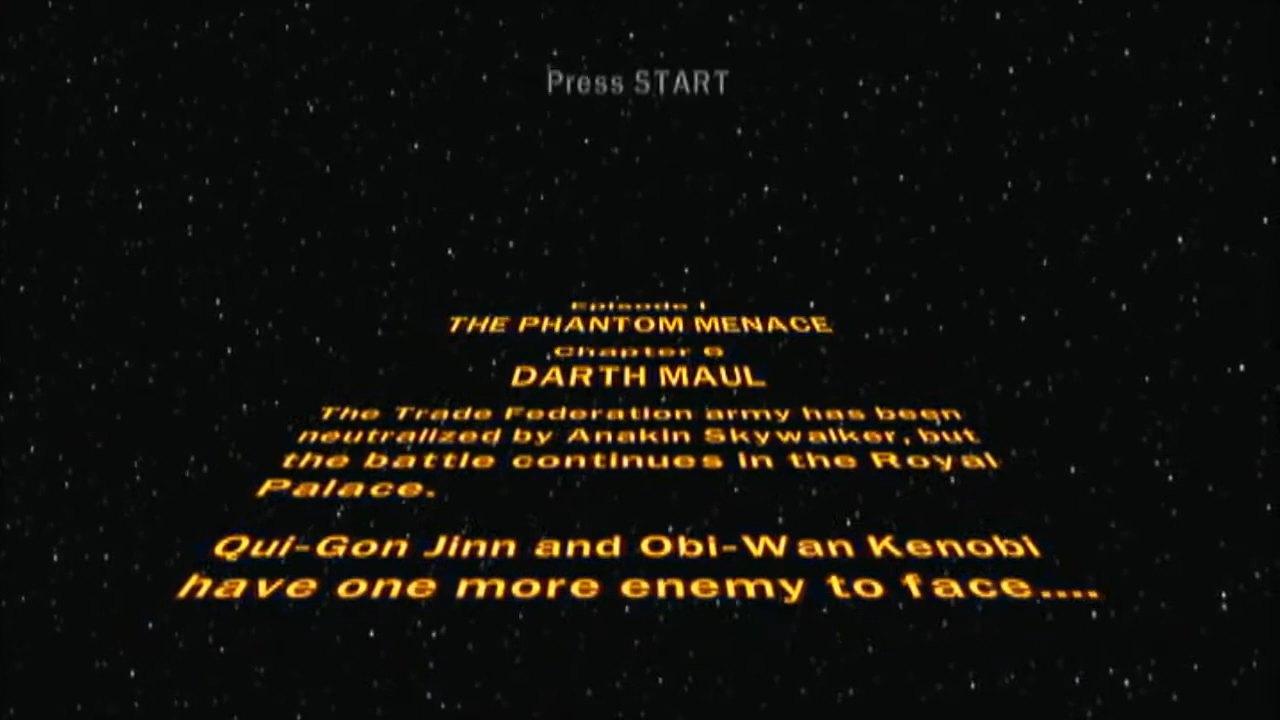 Press START
Episode I
THE PHANTOM MENACE
Chapter 6
DARTH MAUL
The Trade Federation army has been
neutralized by Anakin Skywalker, but
the battle continues in the Royal
Palace.
Qui-Gon Jinn and Obi-Wan Kenobi
have one more enemy to face....